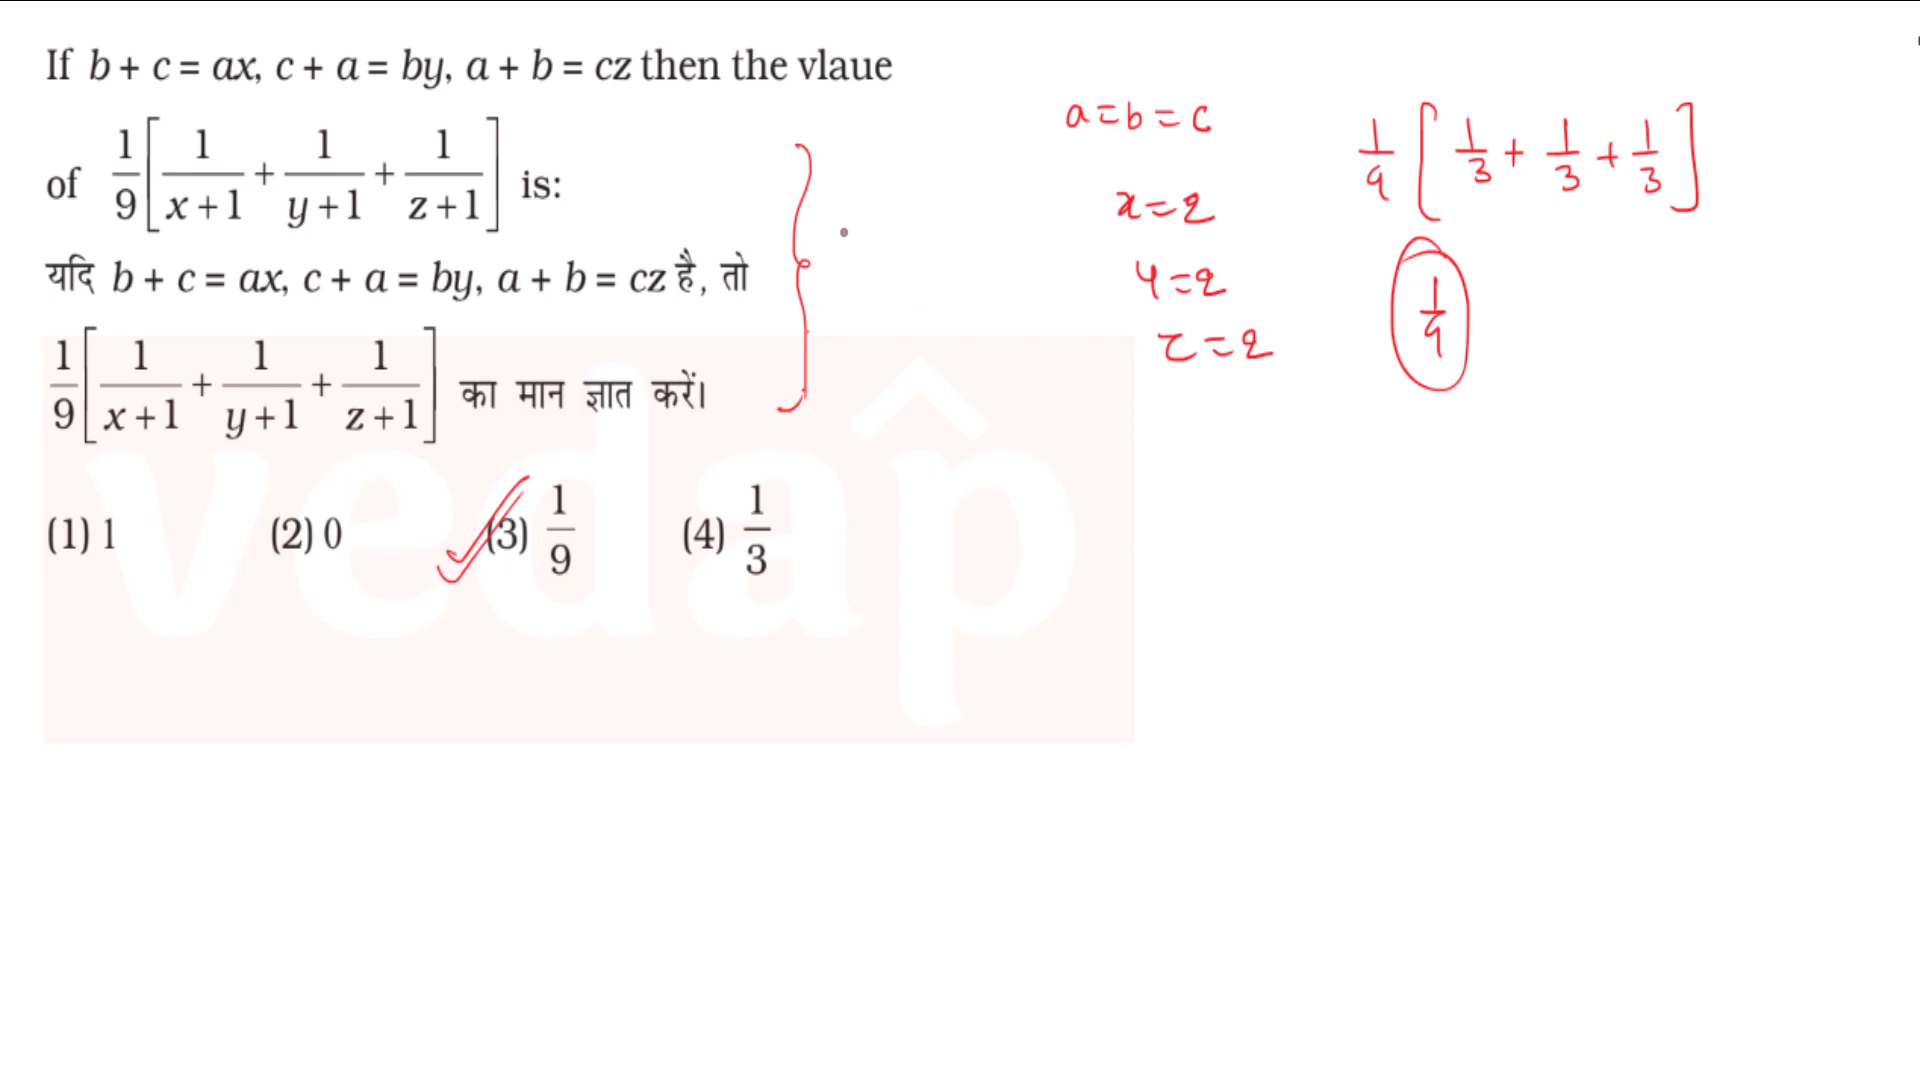 If b + c = ax, c + a = by, a + b = cz then the vlaue
of 1/9 [1/(x+1) + 1/(y+1) + 1/(z+1)] is:
यदि b + c = ax, c + a = by, a + b = cz है, तो
1/9 [1/(x+1) + 1/(y+1) + 1/(z+1)] का मान ज्ञात करें।
(1) 1 (2) 0 (3) 1/9 (4) 1/3
a = b = c
x = 2
y = 2
z = 2
1/9 [1/3 + 1/3 + 1/3]
1/9
vedap